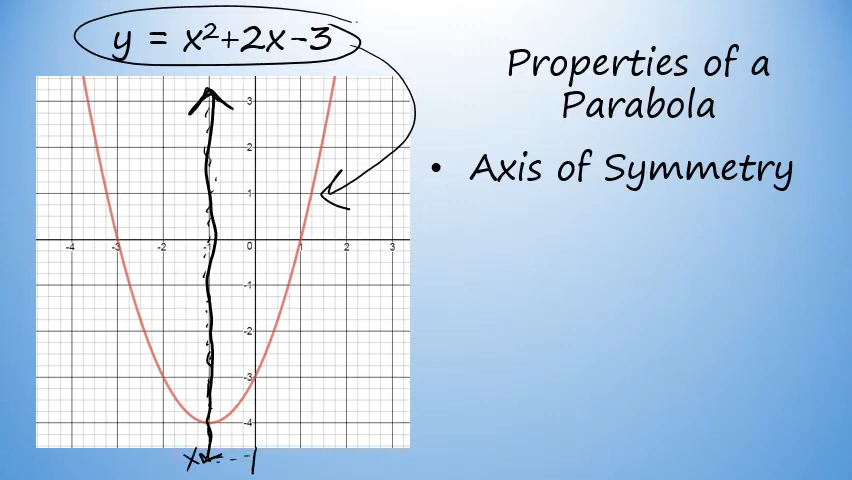 y = x²+2x-3
Properties of a
Parabola
• Axis of Symmetry
3
2
1
-4 -3 -2 -1 0 1 2 3
-1
-2
-3
-4
x = -1